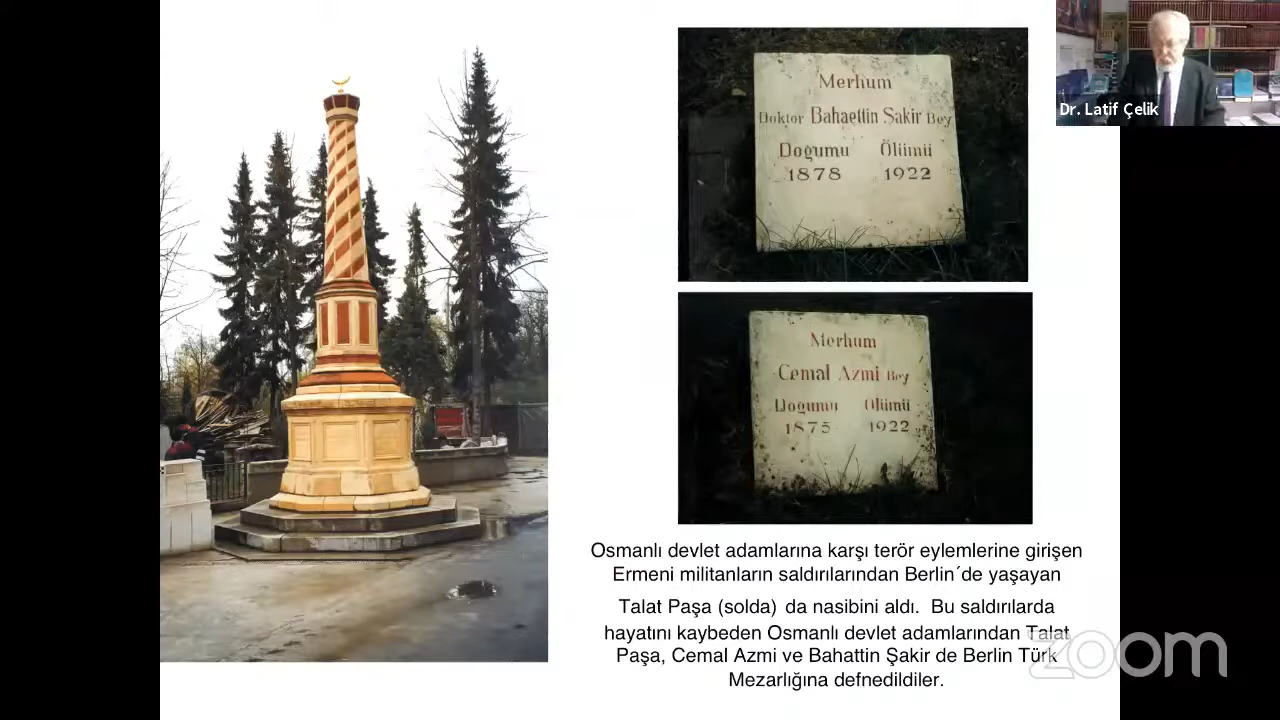 Dr. Latif Çelik
Merhum
Doktor Bahaettin Şakir Bey
Doğumu Ölümü
1878 1922
Merhum
Cemal Azmi Bey
Doğumu Ölümü
1875 1922
Osmanlı devlet adamlarına karşı terör eylemlerine girişen
Ermeni militanların saldırılarından Berlin´de yaşayan
Talat Paşa (solda) da nasibini aldı. Bu saldırılarda
hayatını kaybeden Osmanlı devlet adamlarından Talat
Paşa, Cemal Azmi ve Bahattin Şakir de Berlin Türk
Mezarlığına defnedildiler.
zoom